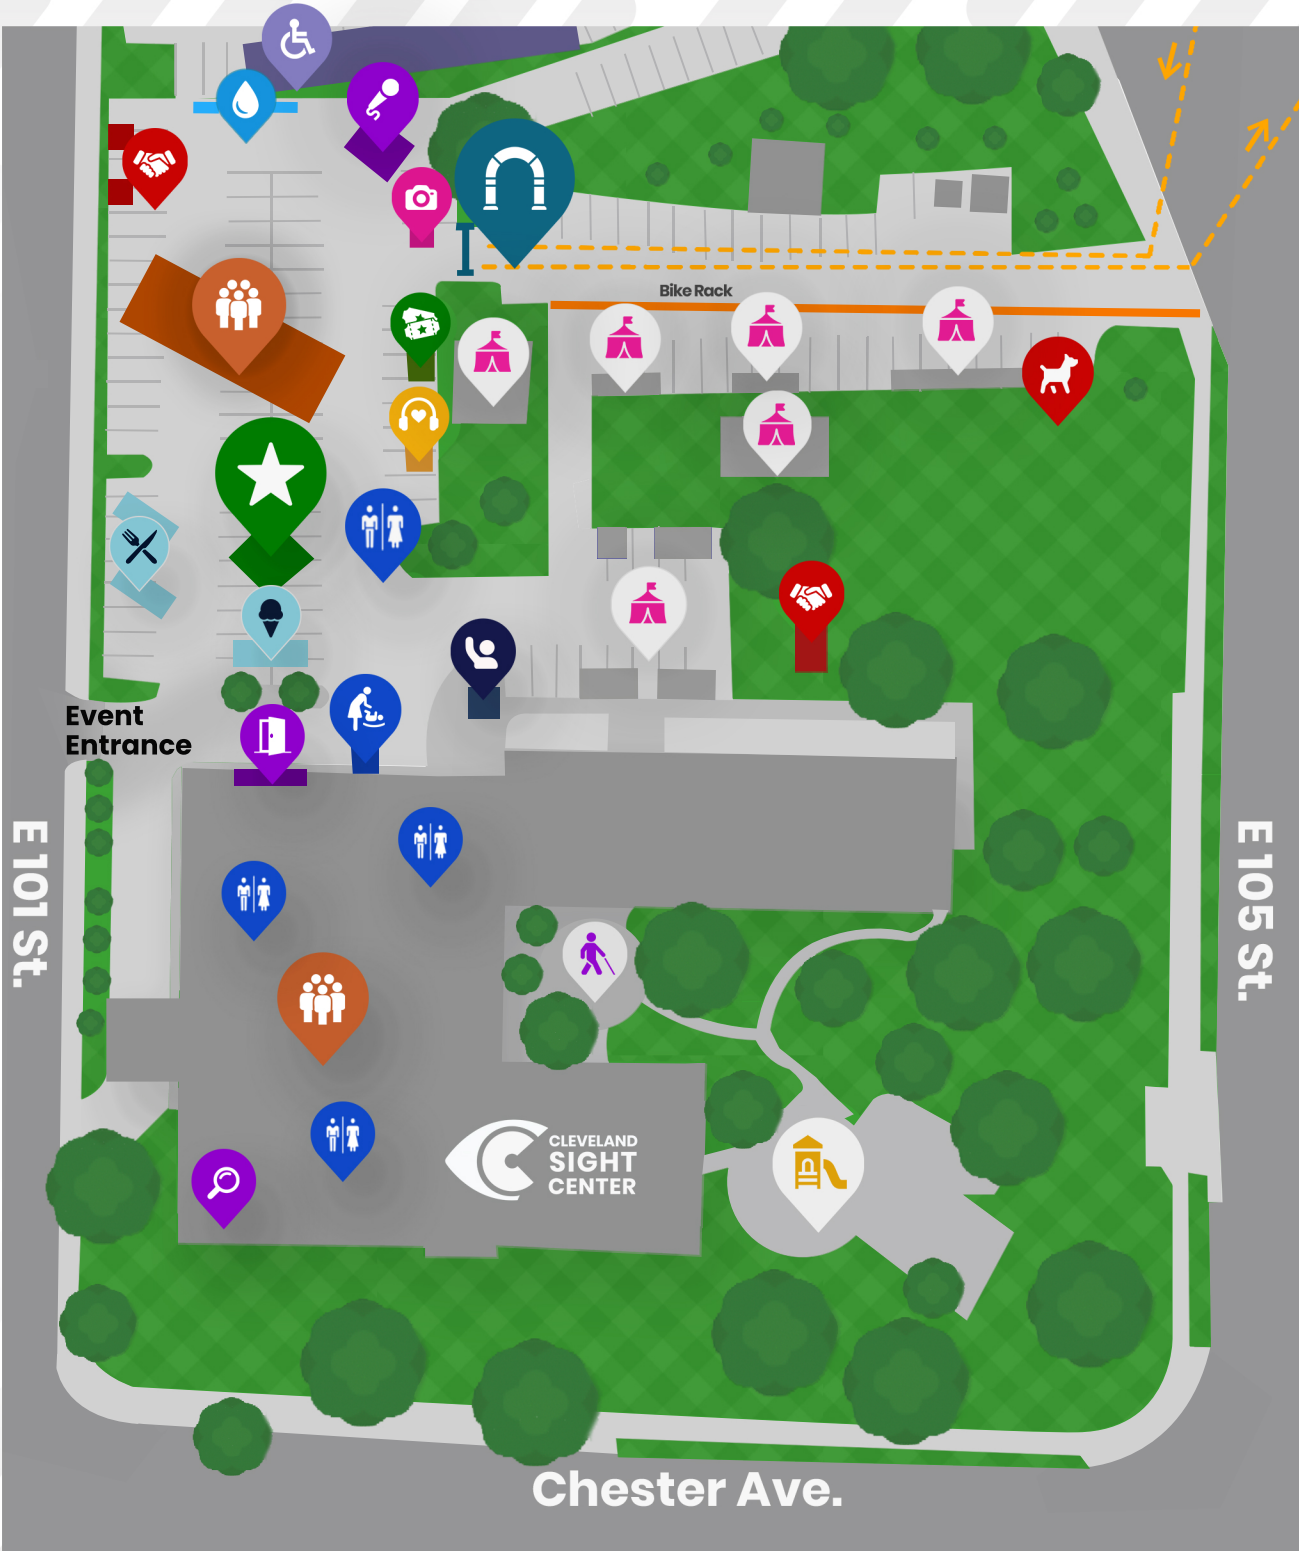 Bike Rack
Event
Entrance
E 101 St.
E 105 St.
CLEVELAND
SIGHT
CENTER
Chester Ave.